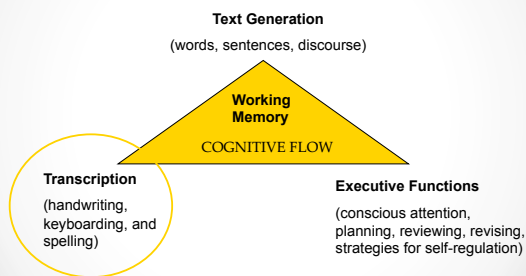 Text Generation
(words, sentences, discourse)
Working
Memory
COGNITIVE FLOW
Transcription
(handwriting,
keyboarding, and
spelling)
Executive Functions
(conscious attention,
planning, reviewing, revising,
strategies for self-regulation)